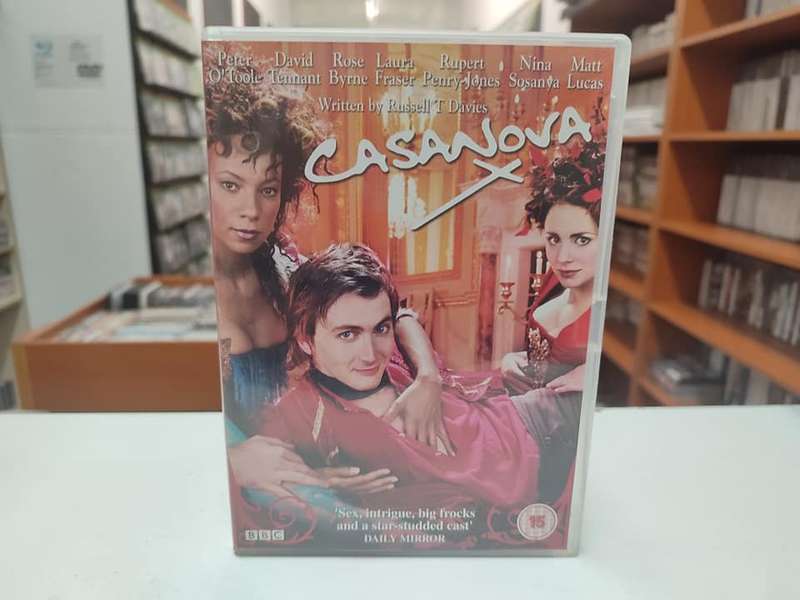 Peter David Rose Laura Rupert Nina Matt
O'Toole Tennant Byrne Fraser Penry-Jones Sosanya Lucas
Written by Russell T Davies
CASANOVA
'Sex, intrigue, big frocks
and a star-studded cast'
DAILY MIRROR
BBC
15